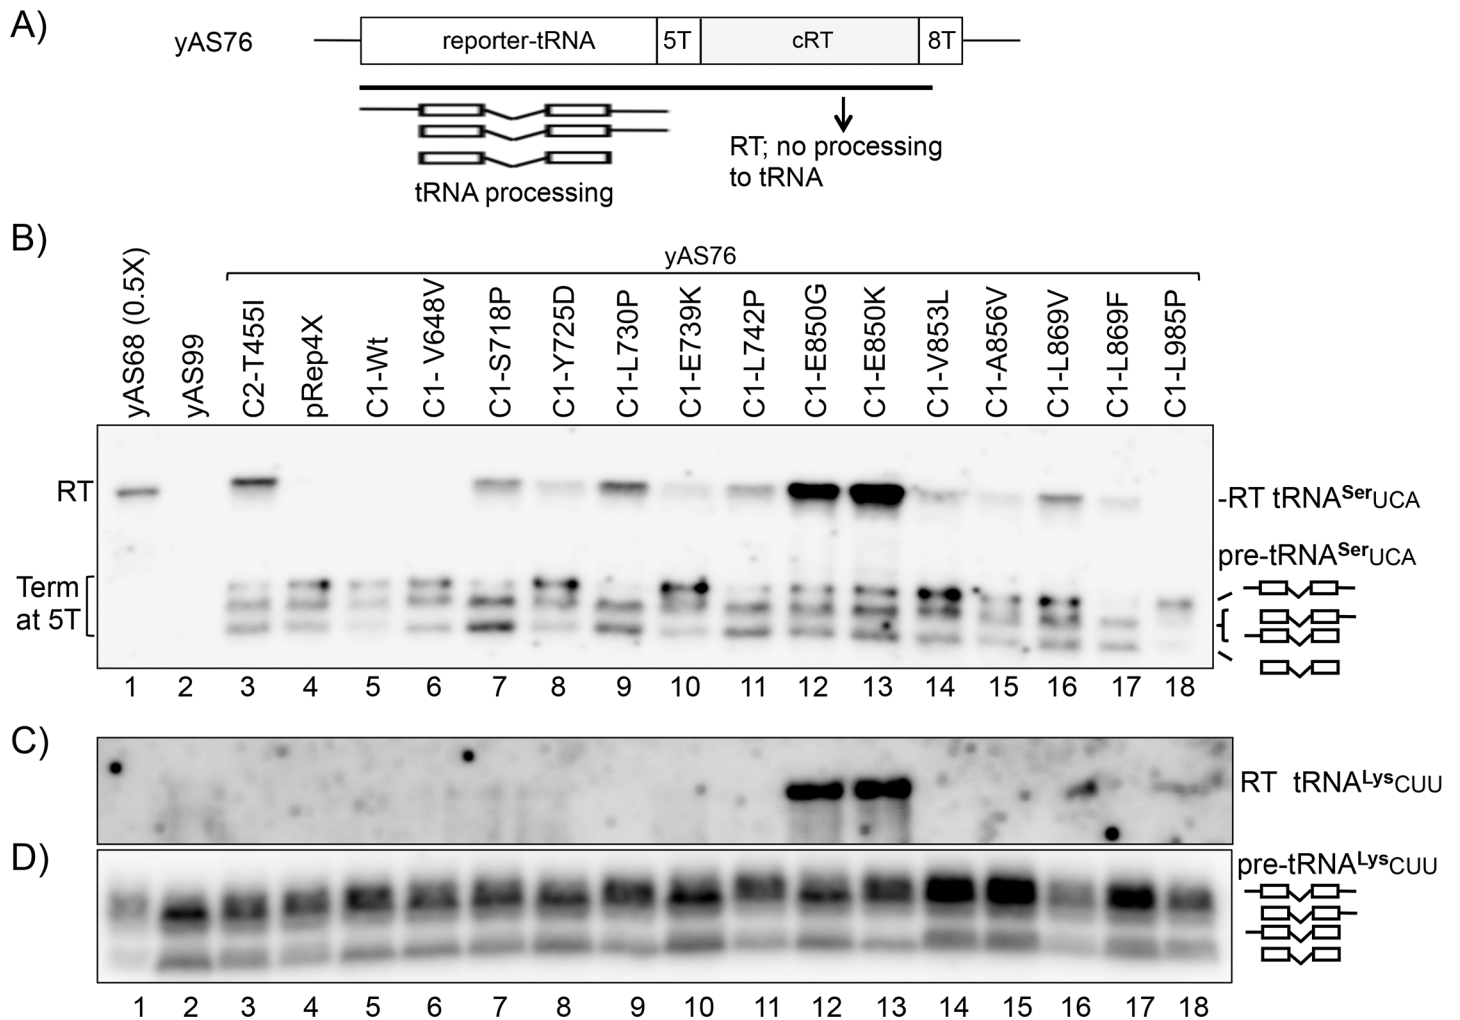 A)
yAS76
reporter-tRNA
5T
cRT
8T
RT; no processing
to tRNA
tRNA processing
B)
yAS76
yAS68 (0.5X)
yAS99
C2-T455I
pRep4X
C1-Wt
C1- V648V
C1-S718P
C1-Y725D
C1-L730P
C1-E739K
C1-L742P
C1-E850G
C1-E850K
C1-V853L
C1-A856V
C1-L869V
C1-L869F
C1-L985P
RT
-RT tRNASerUCA
pre-tRNASerUCA
Term
at 5T
1 2 3 4 5 6 7 8 9 10 11 12 13 14 15 16 17 18
C)
RT tRNALysCUU
D)
pre-tRNALysCUU
1 2 3 4 5 6 7 8 9 10 11 12 13 14 15 16 17 18